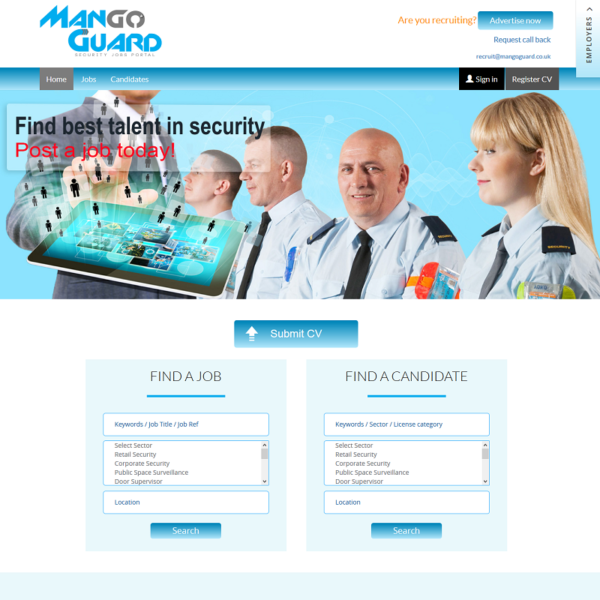 MANGO
GUARD
SECURITY JOBS PORTAL
Are you recruiting?
Advertise now
Request call back
recruit@mangoguard.co.uk
EMPLOYERS >
Home
Jobs
Candidates
Sign in
Register CV
Find best talent in security
Post a job today!
SECURITY
Submit CV
FIND A JOB
Keywords / Job Title / Job Ref
Select Sector
Retail Security
Corporate Security
Public Space Surveillance
Door Supervisor
Location
Search
FIND A CANDIDATE
Keywords / Sector / License category
Select Sector
Retail Security
Corporate Security
Public Space Surveillance
Door Supervisor
Location
Search